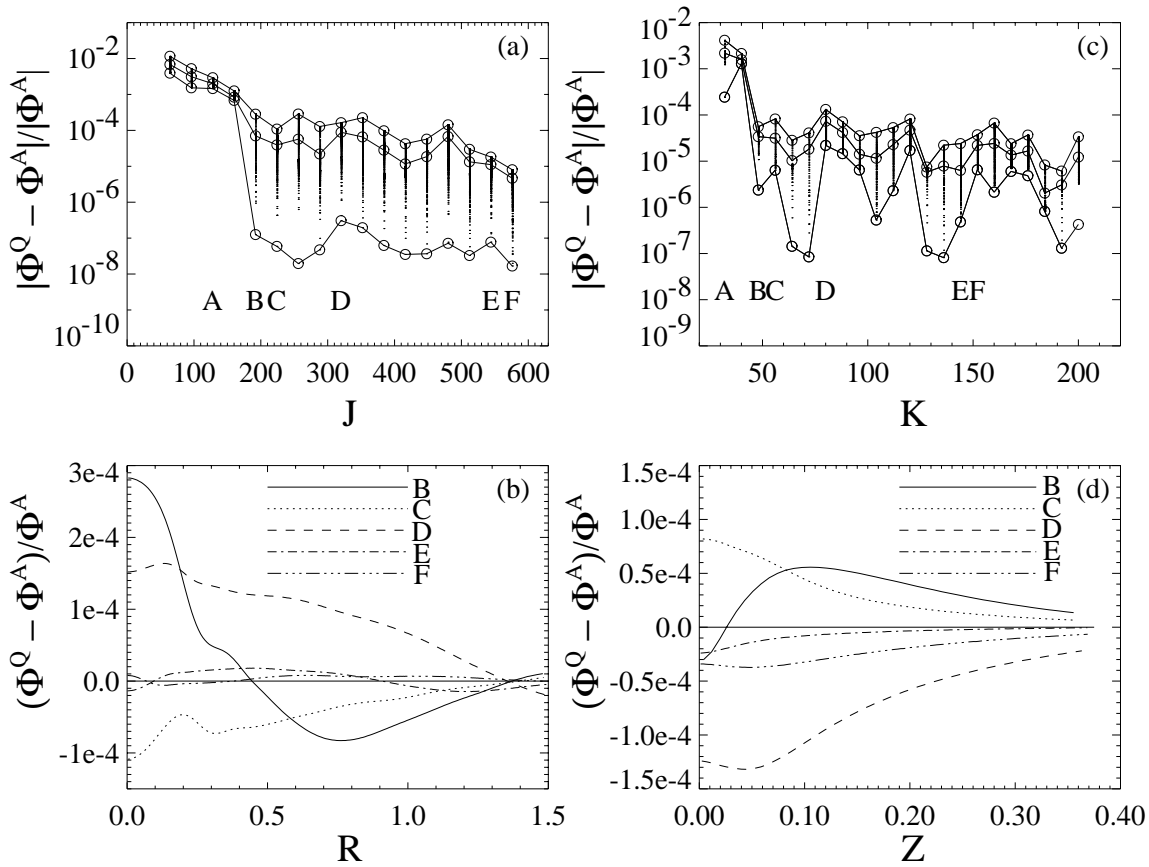 (a)
|Φ^Q − Φ^A|/|Φ^A|
10^-2
10^-4
10^-6
10^-8
10^-10
A B C D E F
0 100 200 300 400 500 600
J
(c)
|Φ^Q − Φ^A|/|Φ^A|
10^-2
10^-3
10^-4
10^-5
10^-6
10^-7
10^-8
10^-9
A B C D E F
50 100 150 200
K
(b)
(Φ^Q − Φ^A)/Φ^A
3e-4
2e-4
1e-4
0.0
-1e-4
B
C
D
E
F
0.0 0.5 1.0 1.5
R
(d)
(Φ^Q − Φ^A)/Φ^A
1.5e-4
1.0e-4
0.5e-4
0.0
-0.5e-4
-1.0e-4
-1.5e-4
B
C
D
E
F
0.00 0.10 0.20 0.30 0.40
Z